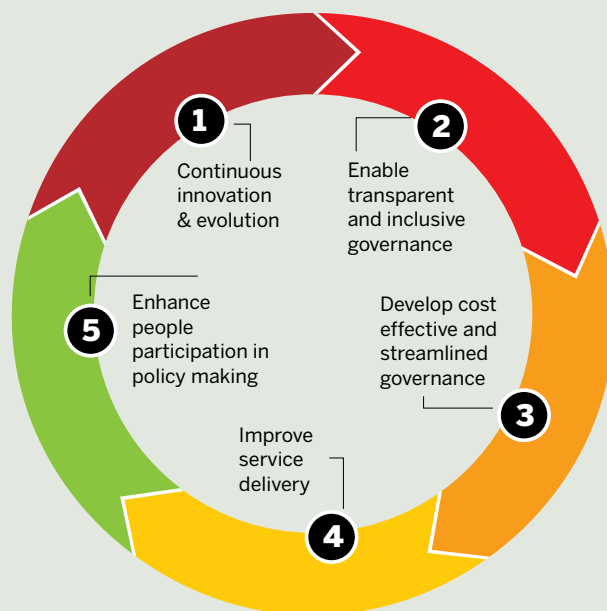 1
Continuous
innovation
& evolution
2
Enable
transparent
and inclusive
governance
3
Develop cost
effective and
streamlined
governance
4
Improve
service
delivery
5
Enhance
people
participation in
policy making